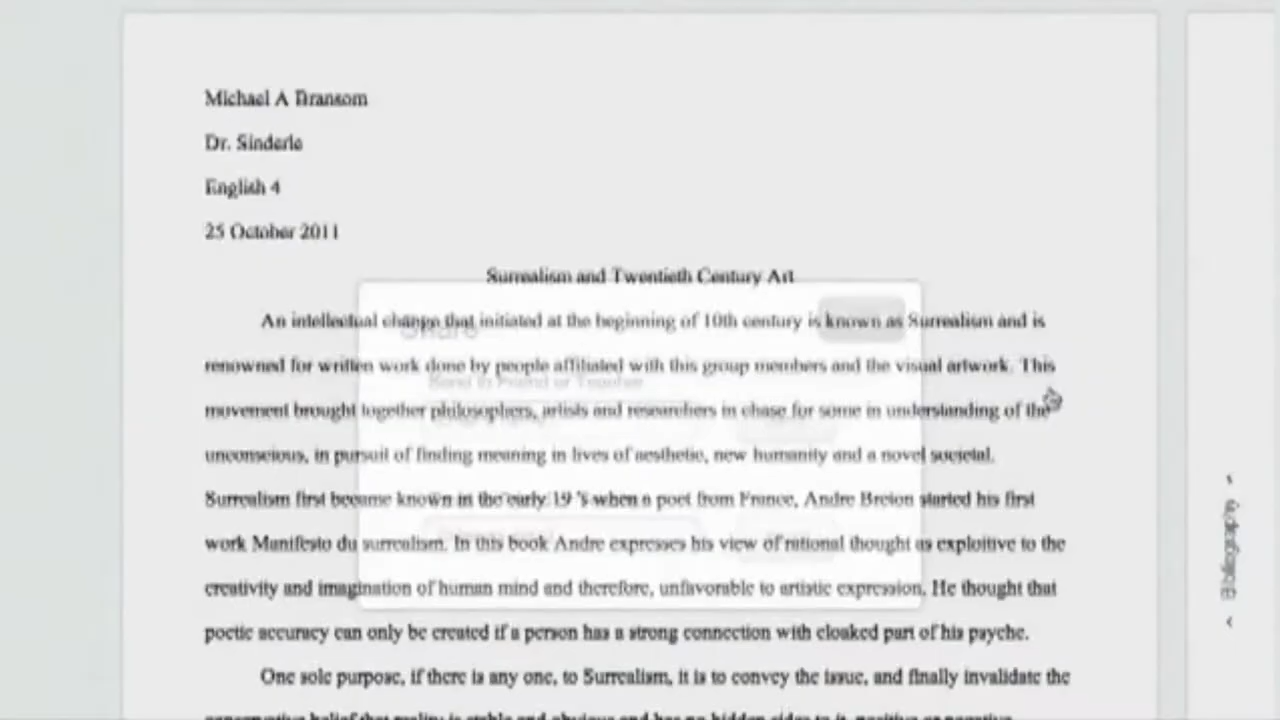 Michael A Bransom
Dr. Sinderle
English 4
25 October 2011
Surrealism and Twentieth Century Art
An intellectual change that initiated at the beginning of 10th century is known as Surrealism and is
renowned for written work done by people affiliated with this group members and the visual artwork. This
movement brought together philosophers, artists and researchers in chase for some in understanding of the
unconscious, in pursuit of finding meaning in lives of aesthetic, new humanity and a novel societal.
Surrealism first became known in the early 19 's when a poet from France, Andre Breton started his first
work Manifesto du surrealism. In this book Andre expresses his view of rational thought as exploitive to the
creativity and imagination of human mind and therefore, unfavorable to artistic expression. He thought that
poetic accuracy can only be created if a person has a strong connection with cloaked part of his psyche.
One sole purpose, if there is any one, to Surrealism, it is to convey the issue, and finally invalidate the
Share
Send to Friend or Teacher
Bibliography